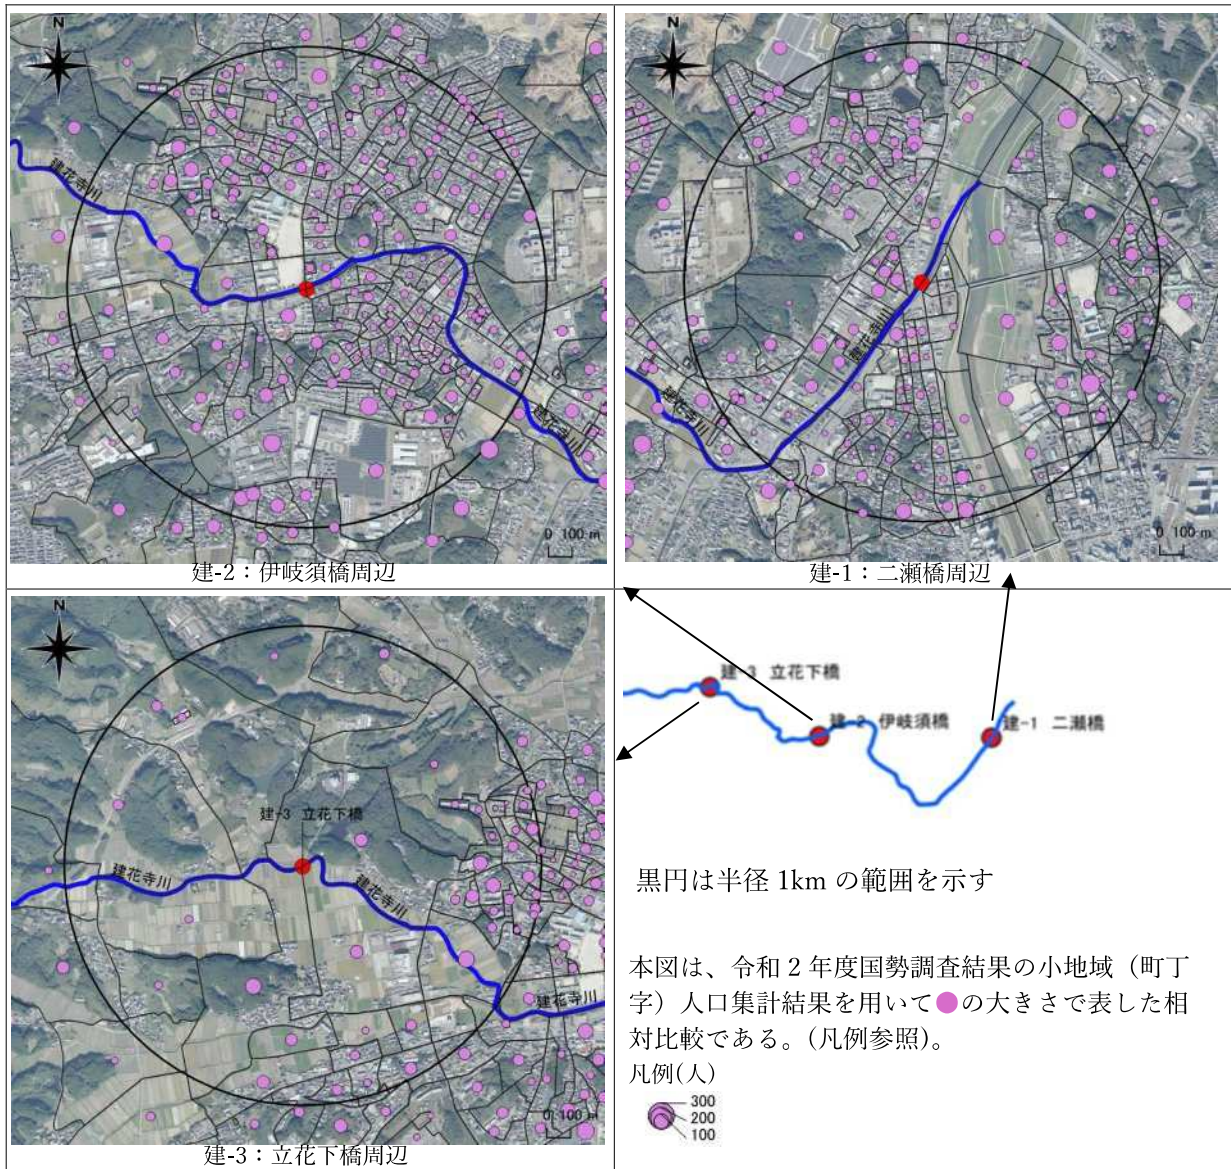 N
建花寺川
建花寺川
0 100 m
建-2：伊岐須橋周辺
N
建花寺川
建花寺川
0 100 m
建-1：二瀬橋周辺
N
建-3 立花下橋
建花寺川
建花寺川
建花寺川
0 100 m
建-3：立花下橋周辺
建-3 立花下橋
建-2 伊岐須橋
建-1 二瀬橋
黒円は半径 1km の範囲を示す
本図は、令和 2 年度国勢調査結果の小地域（町丁
字）人口集計結果を用いて●の大きさで表した相
対比較である。（凡例参照）。
凡例(人)
300
200
100